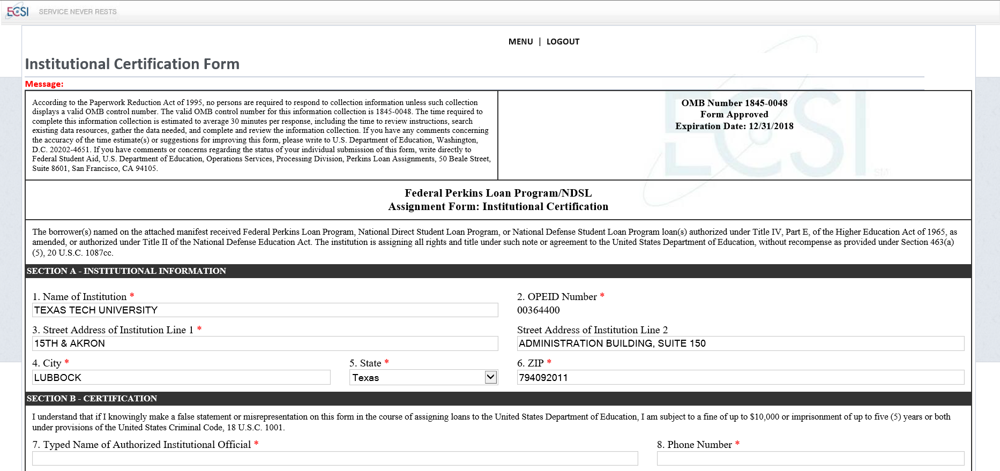 ECSI SERVICE NEVER RESTS
MENU | LOGOUT
Institutional Certification Form
Message:
According to the Paperwork Reduction Act of 1995, no persons are required to respond to collection information unless such collection
displays a valid OMB control number. The valid OMB control number for this information collection is 1845-0048. The time required to
complete this information collection is estimated to average 30 minutes per response, including the time to review instructions, search
existing data resources, gather the data needed, and complete and review the information collection. If you have any comments concerning
the accuracy of the time estimate(s) or suggestions for improving this form, please write to U.S. Department of Education, Washington,
D.C. 20202-4651. If you have comments or concerns regarding the status of your individual submission of this form, write directly to
Federal Student Aid, U.S. Department of Education, Operations Services, Processing Division, Perkins Loan Assignments, 50 Beale Street,
Suite 8601, San Francisco, CA 94105.
OMB Number 1845-0048
Form Approved
Expiration Date: 12/31/2018
ECSI
Federal Perkins Loan Program/NDSL
Assignment Form: Institutional Certification
The borrower(s) named on the attached manifest received Federal Perkins Loan Program, National Direct Student Loan Program, or National Defense Student Loan Program loan(s) authorized under Title IV, Part E, of the Higher Education Act of 1965, as
amended, or authorized under Title II of the National Defense Education Act. The institution is assigning all rights and title under such note or agreement to the United States Department of Education, without recompense as provided under Section 463(a)
(5), 20 U.S.C. 1087cc.
SECTION A - INSTITUTIONAL INFORMATION
1. Name of Institution *
TEXAS TECH UNIVERSITY
2. OPEID Number *
00364400
3. Street Address of Institution Line 1 *
15TH & AKRON
Street Address of Institution Line 2
ADMINISTRATION BUILDING, SUITE 150
4. City *
LUBBOCK
5. State *
Texas
6. ZIP *
794092011
SECTION B - CERTIFICATION
I understand that if I knowingly make a false statement or misrepresentation on this form in the course of assigning loans to the United States Department of Education, I am subject to a fine of up to $10,000 or imprisonment of up to five (5) years or both
under provisions of the United States Criminal Code, 18 U.S.C. 1001.
7. Typed Name of Authorized Institutional Official *
8. Phone Number *